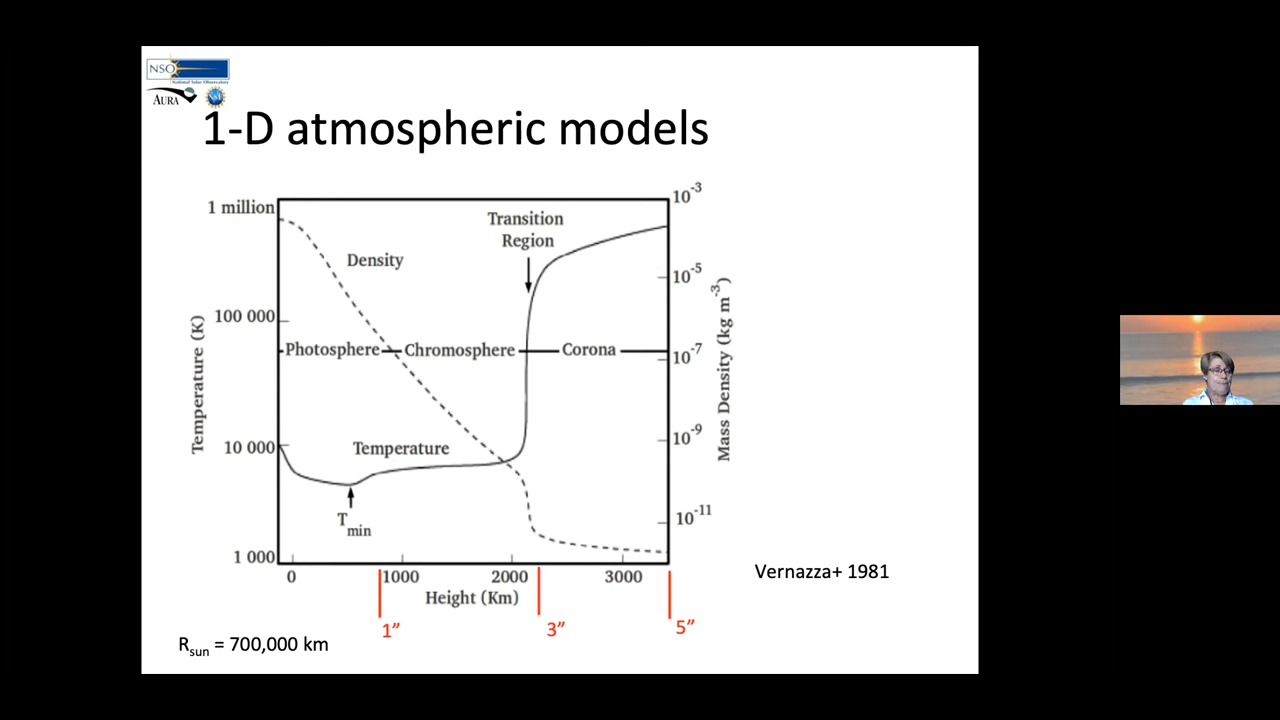 NSO
National Solar Observatory
AURA
NSF
1-D atmospheric models
1 million
100 000
10 000
1 000
Temperature (K)
Density
Transition
Region
Photosphere
Chromosphere
Corona
Temperature
T min
10-3
10-5
10-7
10-9
10-11
Mass Density (kg m-3)
0
1000
2000
3000
Height (Km)
1”
3”
5”
Vernazza+ 1981
Rsun = 700,000 km